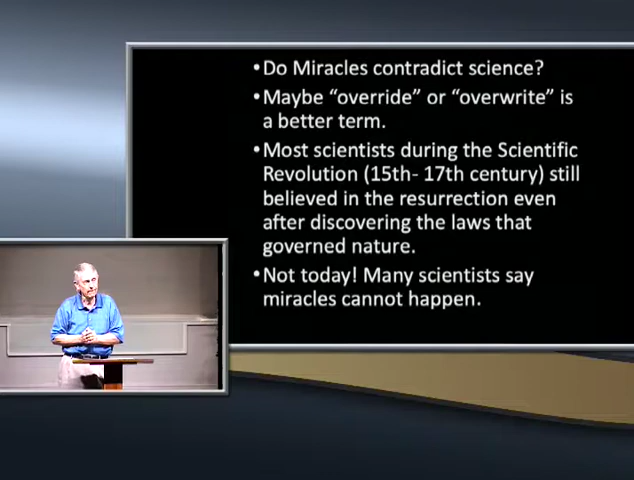 •Do Miracles contradict science?
•Maybe “override” or “overwrite” is
a better term.
•Most scientists during the Scientific
Revolution (15th- 17th century) still
believed in the resurrection even
after discovering the laws that
governed nature.
•Not today! Many scientists say
miracles cannot happen.